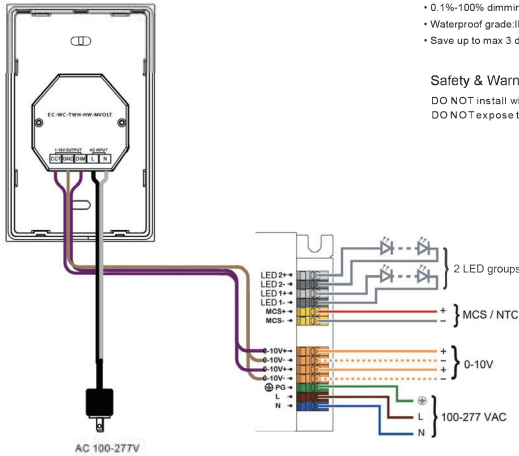 • 0.1%-100% dimmin
• Waterproof grade:I
• Save up to max 3 d
Safety & Warn
DO NOT install wi
DO NOT expose t
EC-WC-TWH-HW-MVOLT
1-10V OUTPUT AC INPUT
CCT GND DIM L N
LED 2+
LED 2-
LED 1+
LED 1-
MCS+
MCS-
2 LED groups
+
–
MCS / NTC
0-10V+
0-10V-
0-10V+
0-10V-
PG
L
N
+
–
+
–
0-10V
L
N
100-277 VAC
AC 100-277V